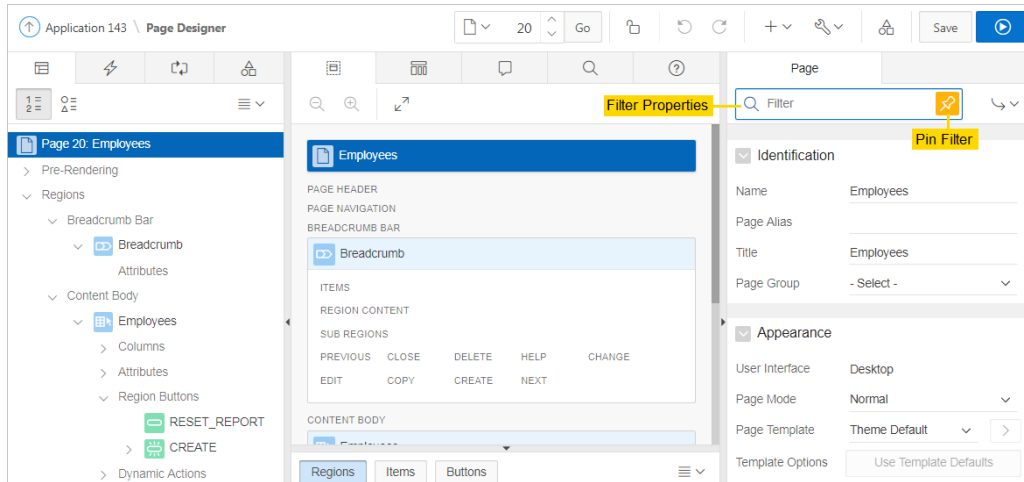 Application 143 \ Page Designer
20
Go
Save
1 =
2 =
Page 20: Employees
Pre-Rendering
Regions
Breadcrumb Bar
Breadcrumb
Attributes
Content Body
Employees
Columns
Attributes
Region Buttons
RESET_REPORT
CREATE
Dynamic Actions
Employees
PAGE HEADER
PAGE NAVIGATION
BREADCRUMB BAR
Breadcrumb
ITEMS
REGION CONTENT
SUB REGIONS
PREVIOUS CLOSE DELETE HELP CHANGE
EDIT COPY CREATE NEXT
CONTENT BODY
Employees
Regions Items Buttons
Page
Filter Properties
Filter
Pin Filter
Identification
Name Employees
Page Alias
Title Employees
Page Group - Select -
Appearance
User Interface Desktop
Page Mode Normal
Page Template Theme Default
Template Options Use Template Defaults